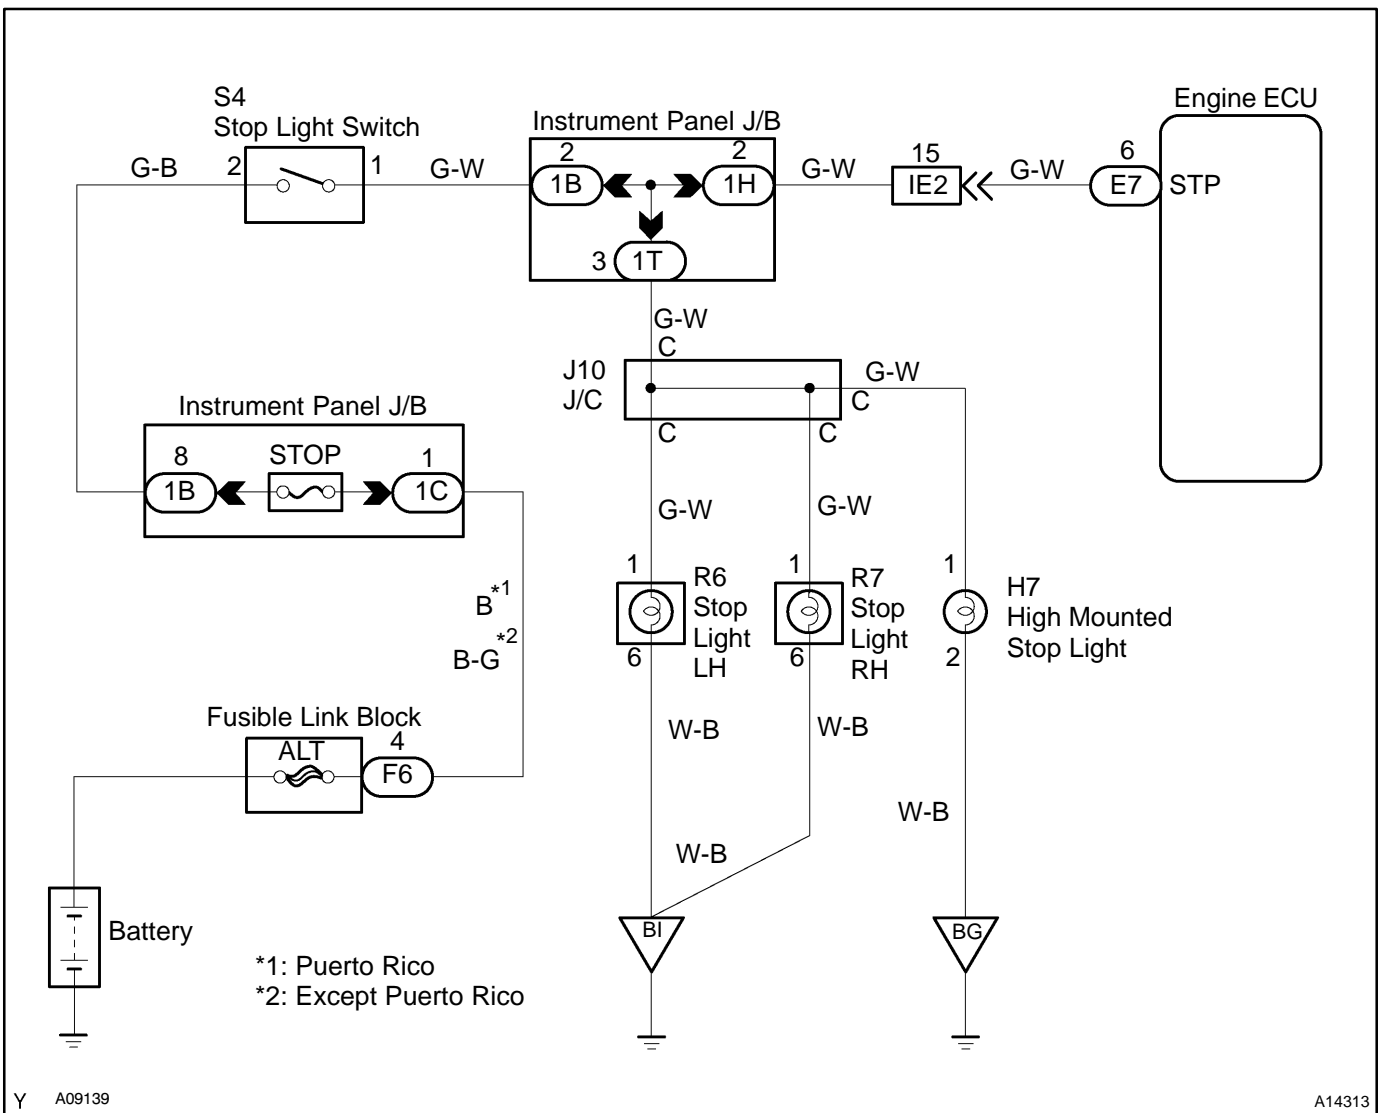 S4
Stop Light Switch
Instrument Panel J/B
Engine ECU
G-B
2
1
G-W
2
1B
2
1H
G-W
15
IE2
G-W
6
E7
STP
3
1T
G-W
C
J10
J/C
G-W
C
C
C
Instrument Panel J/B
8
1B
STOP
1
1C
G-W
G-W
B*1
B-G*2
1
R6
Stop
Light
LH
6
1
R7
Stop
Light
RH
6
1
H7
High Mounted
Stop Light
2
Fusible Link Block
ALT
4
F6
W-B
W-B
W-B
W-B
Battery
BI
BG
*1: Puerto Rico
*2: Except Puerto Rico
Y
A09139
A14313